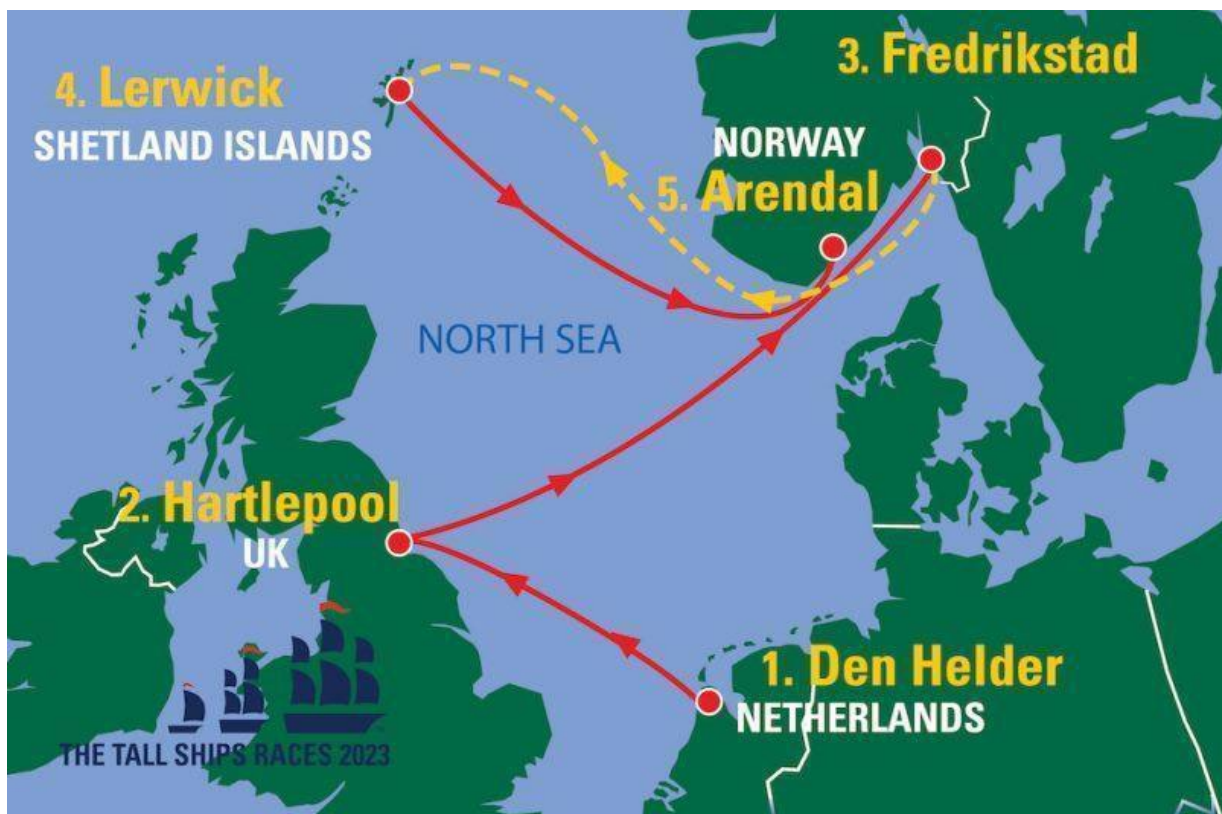 3. Fredrikstad
4. Lerwick
SHETLAND ISLANDS
NORWAY
5. Arendal
NORTH SEA
2. Hartlepool
UK
1. Den Helder
NETHERLANDS
THE TALL SHIPS RACES 2023